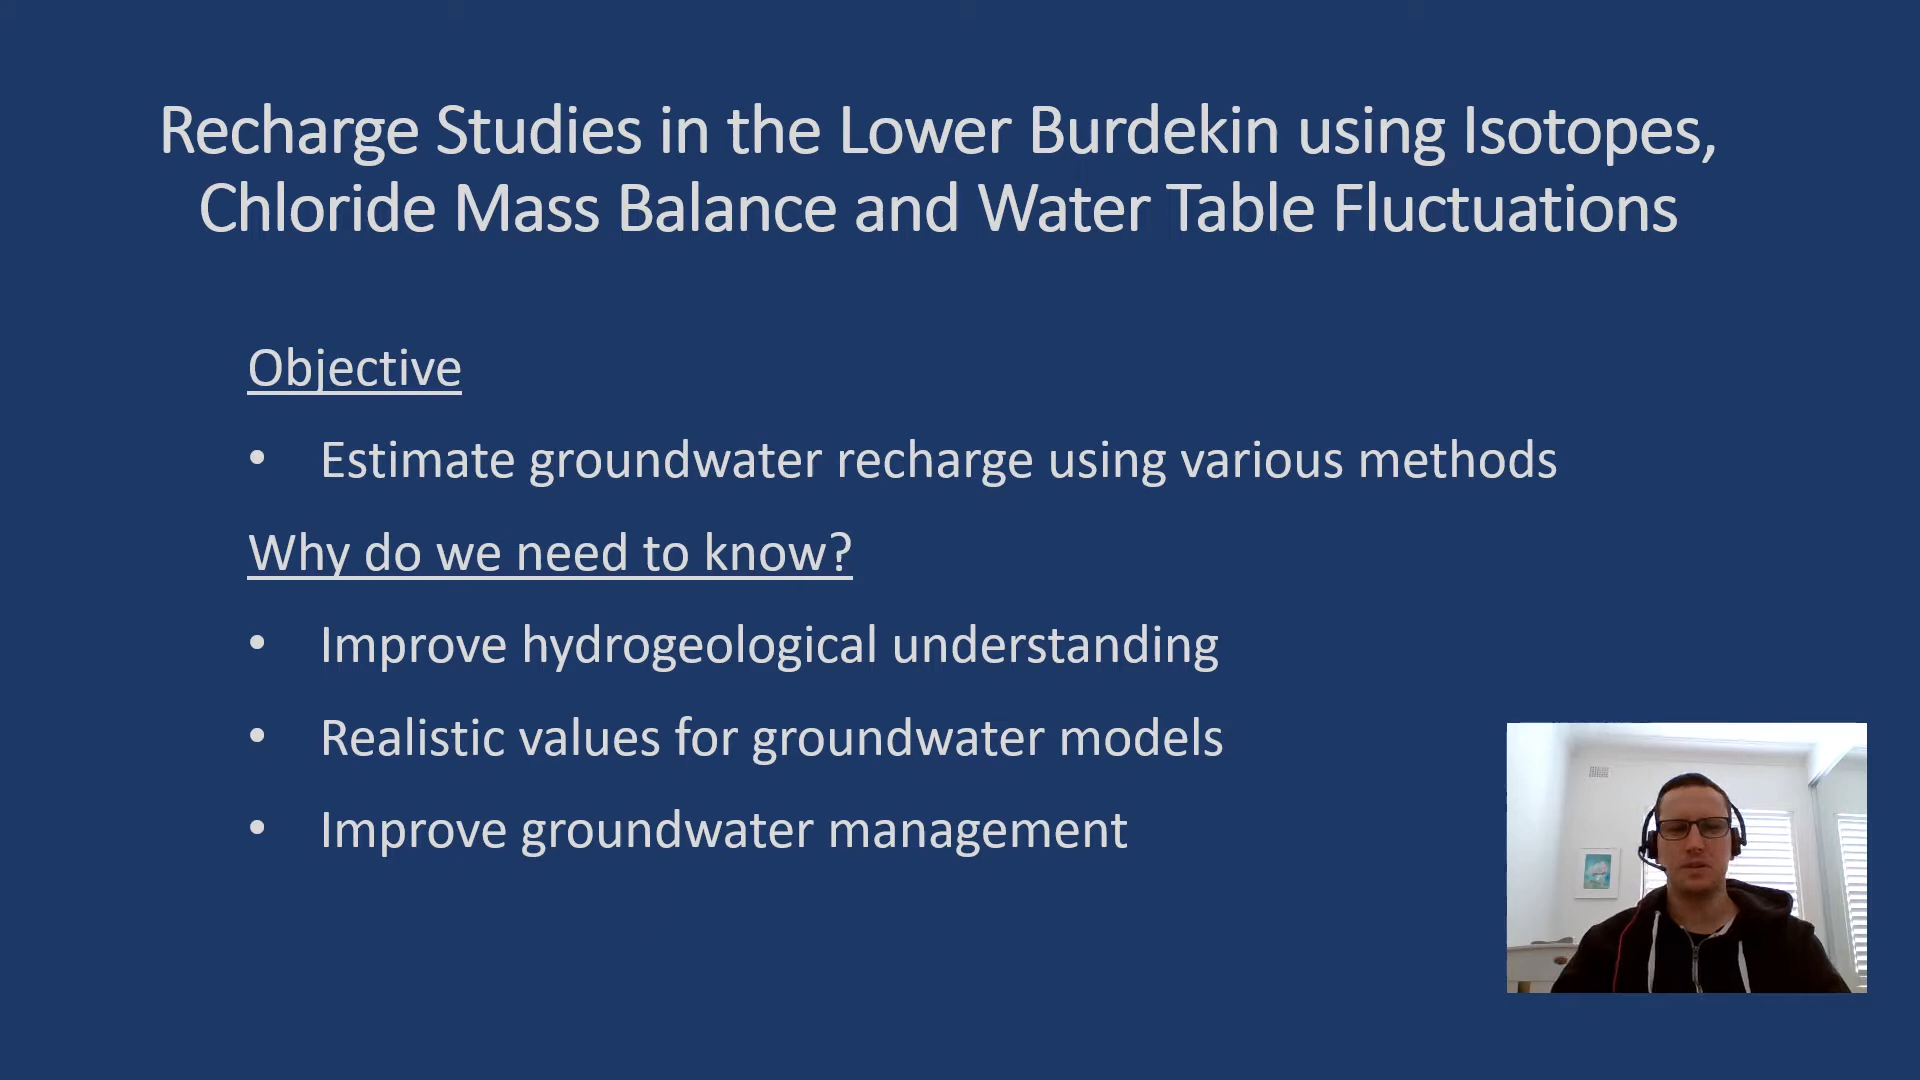 Recharge Studies in the Lower Burdekin using Isotopes,
Chloride Mass Balance and Water Table Fluctuations
Objective
• Estimate groundwater recharge using various methods
Why do we need to know?
• Improve hydrogeological understanding
• Realistic values for groundwater models
• Improve groundwater management